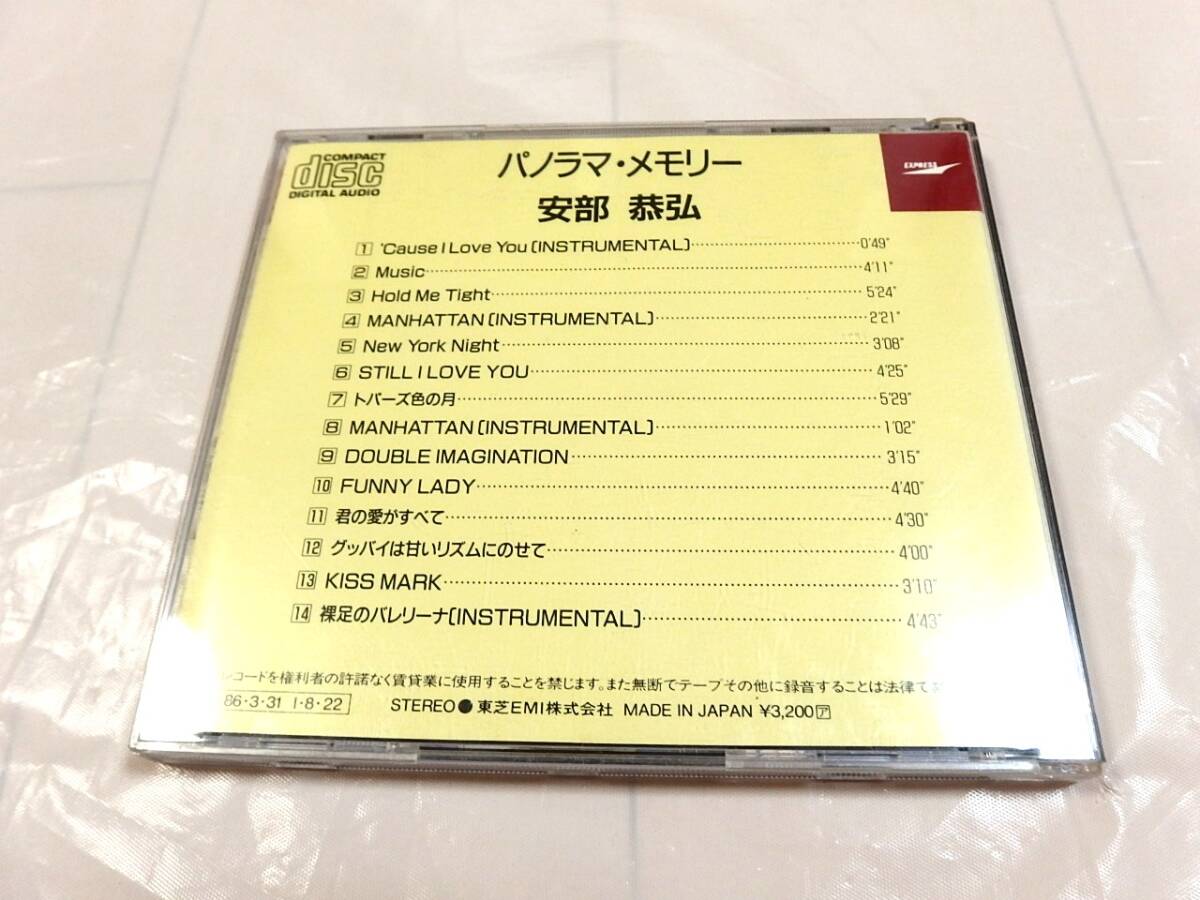 COMPACT
disc
DIGITAL AUDIO
パノラマ・メモリー
EXPRESS
安部 恭弘
1 'Cause I Love You〔INSTRUMENTAL〕 0'49"
2 Music 4'11"
3 Hold Me Tight 5'24"
4 MANHATTAN〔INSTRUMENTAL〕 2'21"
5 New York Night 3'08"
6 STILL I LOVE YOU 4'25"
7 トパーズ色の月 5'29"
8 MANHATTAN〔INSTRUMENTAL〕 1'02"
9 DOUBLE IMAGINATION 3'15"
10 FUNNY LADY 4'40"
11 君の愛がすべて 4'30"
12 グッバイは甘いリズムにのせて 4'00"
13 KISS MARK 3'10"
14 裸足のバレリーナ〔INSTRUMENTAL〕 4'43"
レコードを権利者の許諾なく賃貸業に使用することを禁じます。また無断でテープその他に録音することは法律で
86・3・31 1・8・22 STEREO ● 東芝EMI株式会社 MADE IN JAPAN ¥3,200 ア